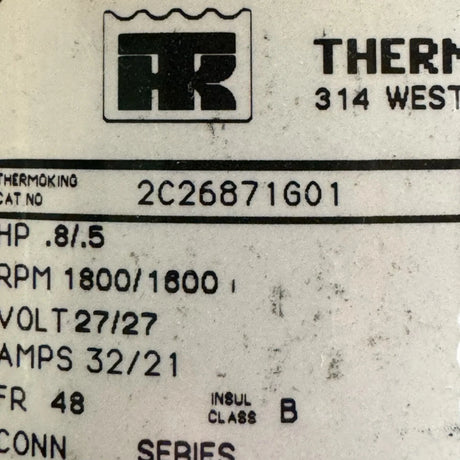 TK
THERM
314 WEST
THERMOKING
CAT NO 2C26871G01
HP .8/.5
RPM 1800/1600
VOLT 27/27
AMPS 32/21
FR 48 INSUL CLASS B
CONN SERIES